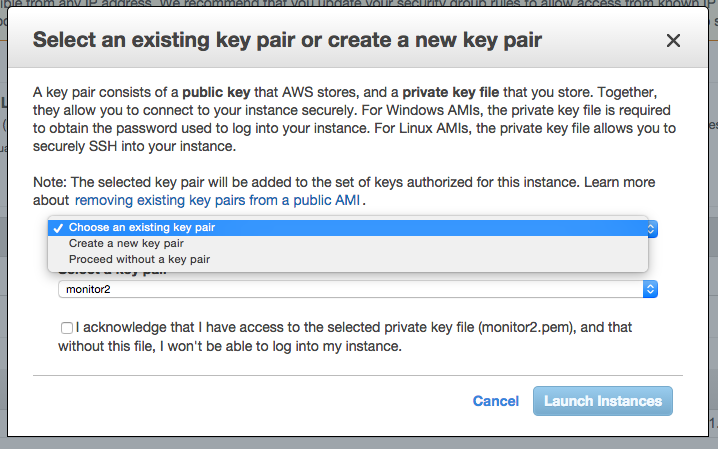 sible from any IP address. We recommend that you update your security group rules to allow access from known IP
Select an existing key pair or create a new key pair
A key pair consists of a public key that AWS stores, and a private key file that you store. Together,
they allow you to connect to your instance securely. For Windows AMIs, the private key file is required
to obtain the password used to log into your instance. For Linux AMIs, the private key file allows you to
securely SSH into your instance.
Note: The selected key pair will be added to the set of keys authorized for this instance. Learn more
about removing existing key pairs from a public AMI .
✓ Choose an existing key pair
Create a new key pair
Proceed without a key pair
Select a key pair
monitor2
I acknowledge that I have access to the selected private key file (monitor2.pem), and that
without this file, I won't be able to log into my instance.
Cancel Launch Instances